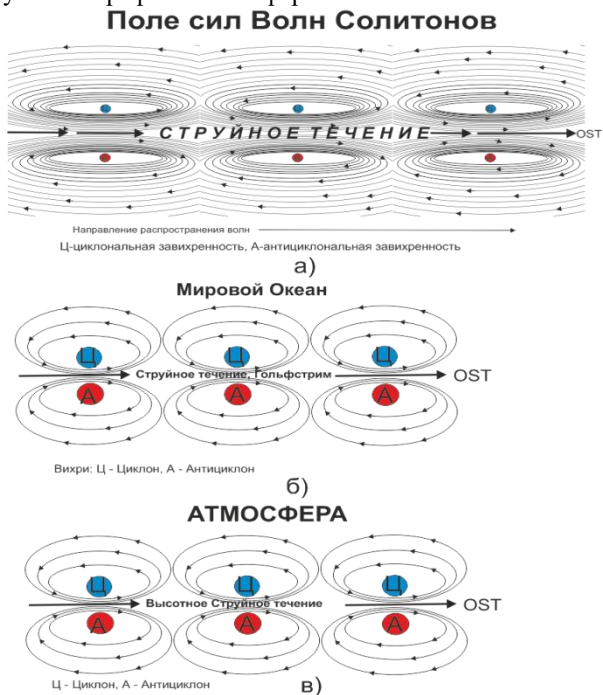 Поле сил Волн Солитонов
а)
СТРУЙНОЕ ТЕЧЕНИЕ OST
Направление распространения волн
Ц-циклональная завихренность, А-антициклональная завихренность
а)
Мировой Океан
Ц Ц Ц
Струйное течение, Гольфстрим OST
А А А
Вихри: Ц - Циклон, А - Антициклон
б)
АТМОСФЕРА
Ц Ц Ц
Высотное Струйное течение OST
А А А
Ц - Циклон, А - Антициклон
в)